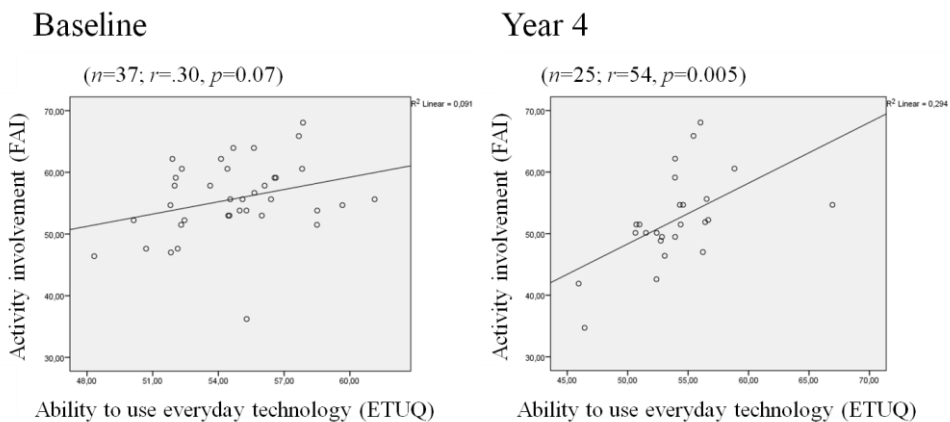 Baseline
(n=37; r=.30, p=0.07)
R² Linear = 0,091
Activity involvement (FAI)
70,00
60,00
50,00
40,00
30,00
48,00 51,00 54,00 57,00 60,00
Ability to use everyday technology (ETUQ)
Year 4
(n=25; r=54, p=0.005)
R² Linear = 0,294
Activity involvement (FAI)
70,00
60,00
50,00
40,00
30,00
45,00 50,00 55,00 60,00 65,00 70,00
Ability to use everyday technology (ETUQ)